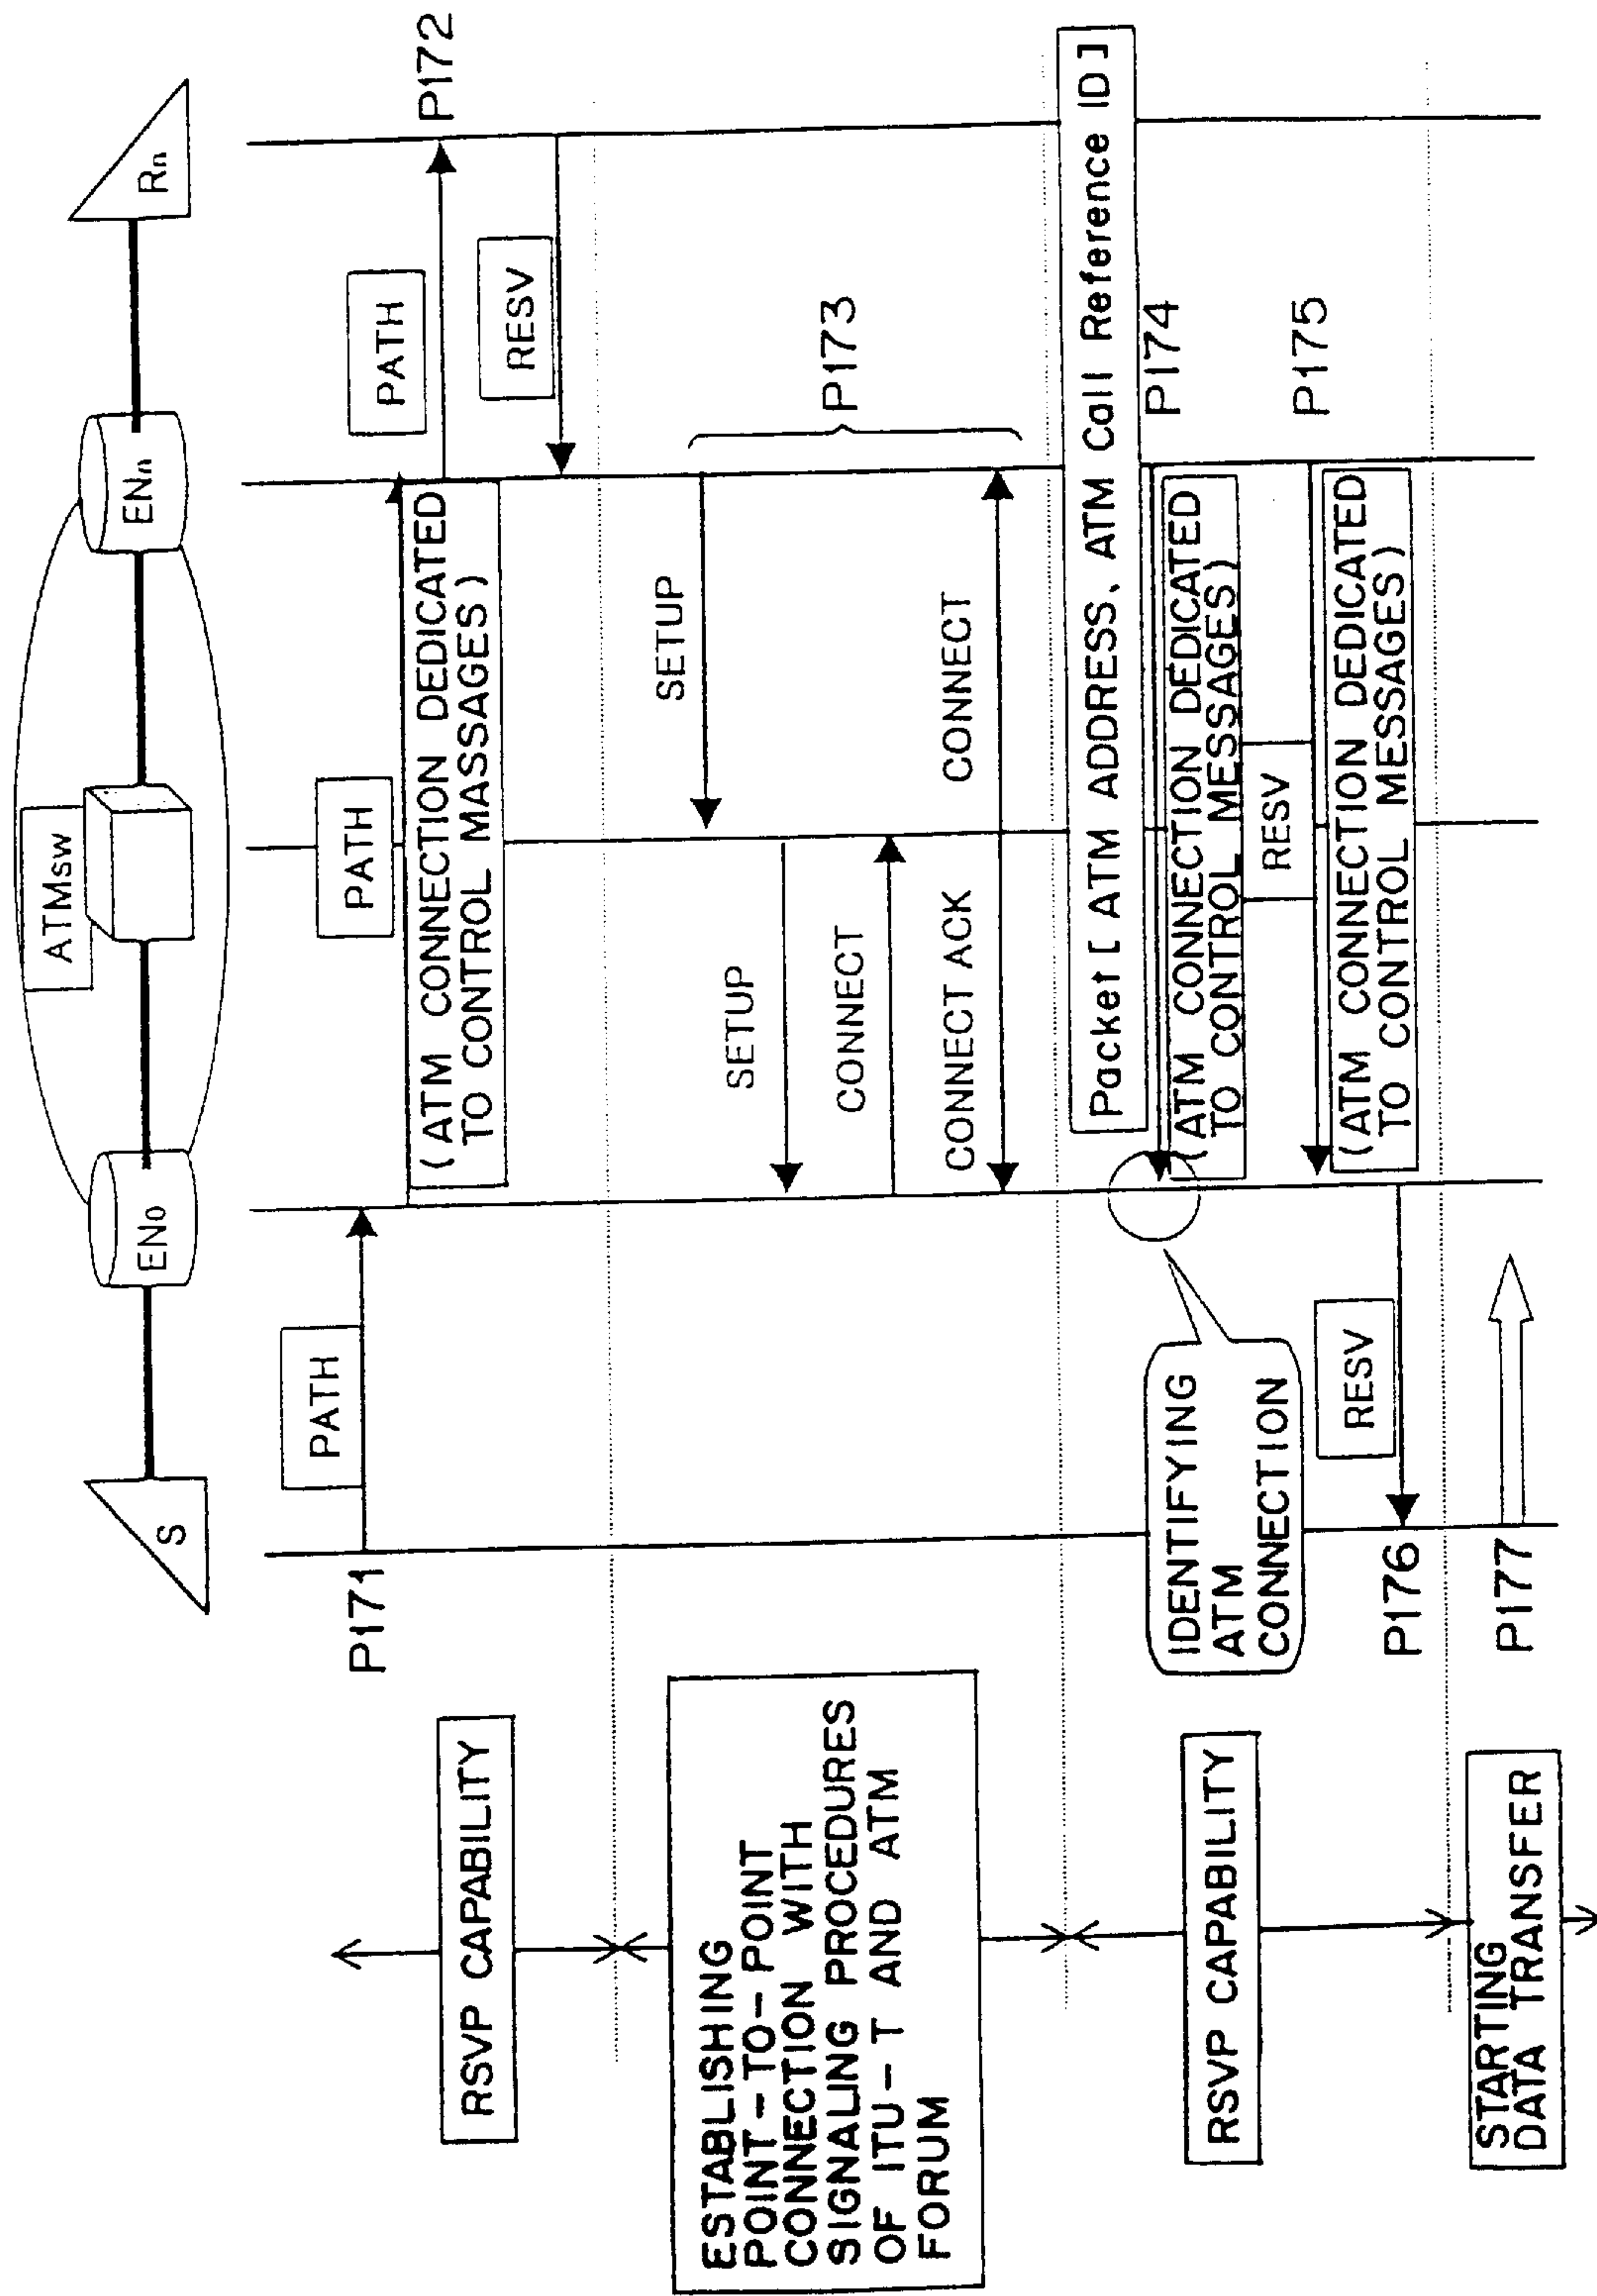 S
EN0
ATMsw
ENn
Rn
RSVP CAPABILITY
P171
PATH
PATH
(ATM CONNECTION DEDICATED
TO CONTROL MASSAGES)
PATH
P172
RESV
ESTABLISHING
POINT-TO-POINT
CONNECTION WITH
SIGNALING PROCEDURES
OF ITU-T AND ATM
FORUM
SETUP
SETUP
CONNECT
CONNECT ACK
CONNECT
P173
Packet [ ATM ADDRESS, ATM Call Reference ID ]
RSVP CAPABILITY
IDENTIFYING
ATM
CONNECTION
P174
(ATM CONNECTION DEDICATED
TO CONTROL MESSAGES)
RESV
P175
(ATM CONNECTION DEDICATED
TO CONTROL MESSAGES)
RESV
P176
STARTING
DATA TRANSFER
P177